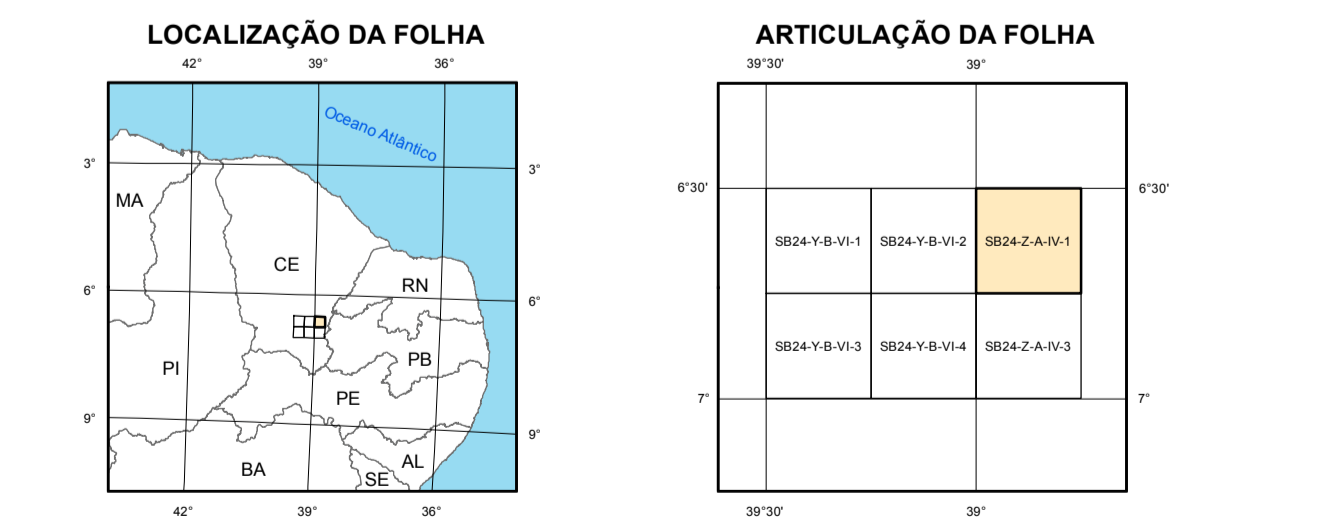 LOCALIZAÇÃO DA FOLHA
42°
39°
36°
Oceano Atlântico
3°
3°
MA
CE
RN
6°
6°
PI
PB
PE
9°
9°
BA
AL
SE
42°
39°
36°
ARTICULAÇÃO DA FOLHA
39°30'
39°
6°30'
6°30'
SB24-Y-B-VI-1
SB24-Y-B-VI-2
SB24-Z-A-IV-1
SB24-Y-B-VI-3
SB24-Y-B-VI-4
SB24-Z-A-IV-3
7°
7°
39°30'
39°